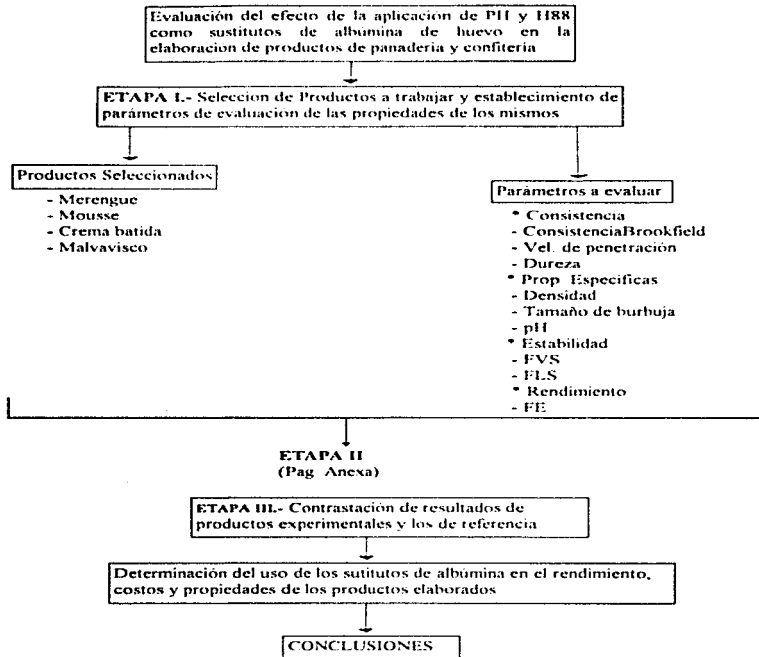 Evaluación del efecto de la aplicación de PH y H88
como sustitutos de albúmina de huevo en la
elaboracion de productos de panaderia y confiteria
ETAPA I.- Seleccion de Productos a trabajar y establecimiento de
parámetros de evaluación de las propiedades de los mismos
Productos Seleccionados
- Merengue
- Mousse
- Crema batida
- Malvavisco
Parámetros a evaluar
* Consistencia
- ConsistenciaBrookfield
- Vel. de penetración
- Dureza
* Prop Especificas
- Densidad
- Tamaño de burbuja
- pH
* Estabilidad
- FVS
- FLS
* Rendimiento
- FE
ETAPA II
(Pag Anexa)
ETAPA III.- Contrastación de resultados de
productos experimentales y los de referencia
Determinación del uso de los sutitutos de albúmina en el rendimiento,
costos y propiedades de los productos elaborados
CONCLUSIONES